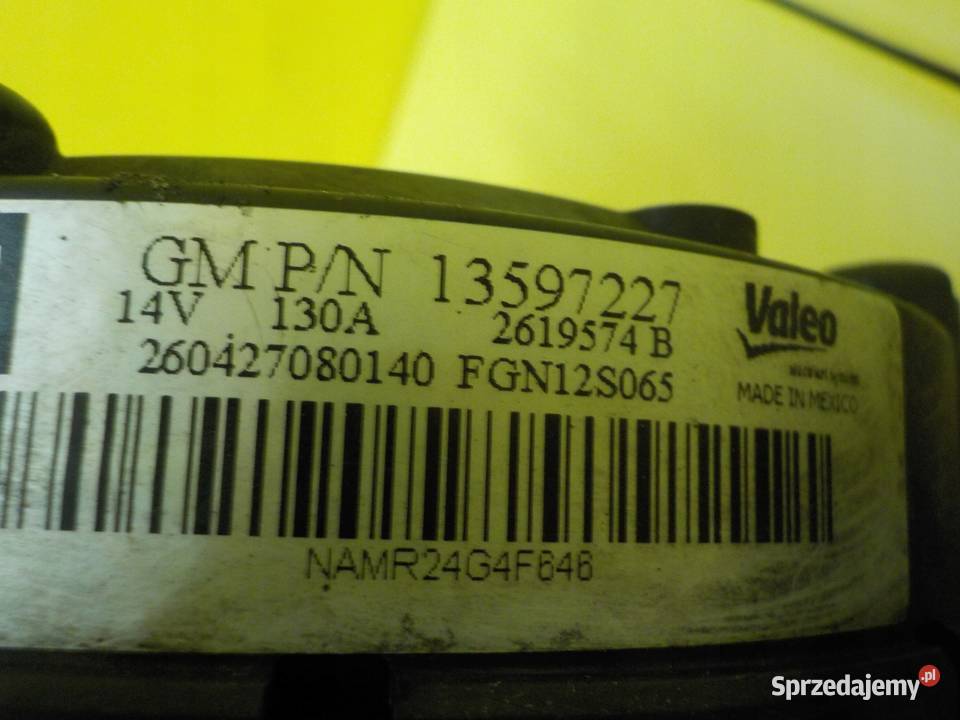 GM P/N 13597227
14V 130A 2619574 B
260427080140 FGN12S065
Valeo
MADE IN MEXICO
NAMR24G4F646
Sprzedajemy.pl